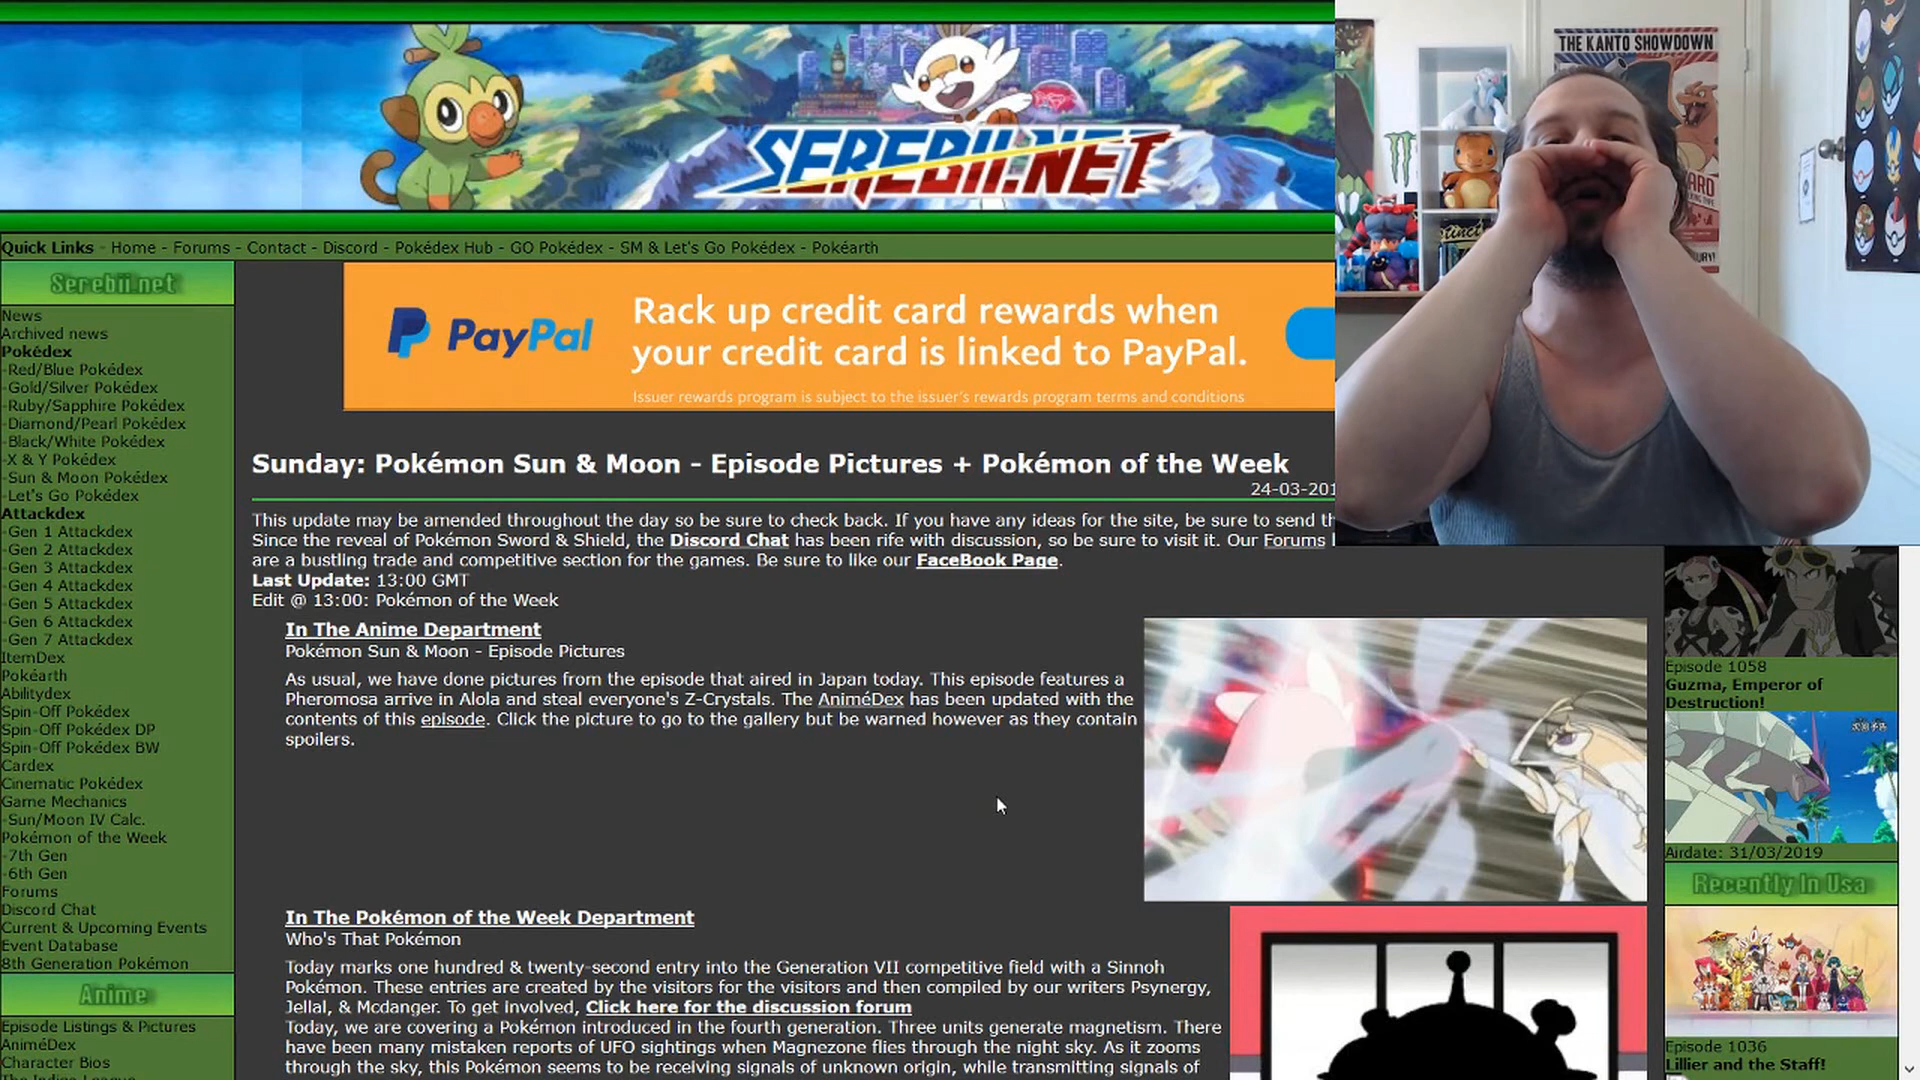 SEREBII.NET
THE KANTO SHOWDOWN
Quick Links - Home - Forums - Contact - Discord - Pokédex Hub - GO Pokédex - SM & Let's Go Pokédex - Pokéarth
Serebii.net
News
Archived news
Pokédex
-Red/Blue Pokédex
-Gold/Silver Pokédex
-Ruby/Sapphire Pokédex
-Diamond/Pearl Pokédex
-Black/White Pokédex
-X & Y Pokédex
-Sun & Moon Pokédex
-Let's Go Pokédex
Attackdex
-Gen 1 Attackdex
-Gen 2 Attackdex
-Gen 3 Attackdex
-Gen 4 Attackdex
-Gen 5 Attackdex
-Gen 6 Attackdex
-Gen 7 Attackdex
ItemDex
Pokéarth
Abilitydex
Spin-Off Pokédex
Spin-Off Pokédex DP
Spin-Off Pokédex BW
Cardex
Cinematic Pokédex
Game Mechanics
-Sun/Moon IV Calc.
Pokémon of the Week
-7th Gen
-6th Gen
Forums
Discord Chat
Current & Upcoming Events
Event Database
8th Generation Pokémon
Anime
Episode Listings & Pictures
AniméDex
Character Bios
PayPal
Rack up credit card rewards when
your credit card is linked to PayPal.
Issuer rewards program is subject to the issuer's rewards program terms and conditions
Sunday: Pokémon Sun & Moon - Episode Pictures + Pokémon of the Week
24-03-201
This update may be amended throughout the day so be sure to check back. If you have any ideas for the site, be sure to send th
Since the reveal of Pokémon Sword & Shield, the Discord Chat has been rife with discussion, so be sure to visit it. Our Forums
are a bustling trade and competitive section for the games. Be sure to like our FaceBook Page.
Last Update: 13:00 GMT
Edit @ 13:00: Pokémon of the Week
In The Anime Department
Pokémon Sun & Moon - Episode Pictures
As usual, we have done pictures from the episode that aired in Japan today. This episode features a
Pheromosa arrive in Alola and steal everyone's Z-Crystals. The AniméDex has been updated with the
contents of this episode. Click the picture to go to the gallery but be warned however as they contain
spoilers.
In The Pokémon of the Week Department
Who's That Pokémon
Today marks one hundred & twenty-second entry into the Generation VII competitive field with a Sinnoh
Pokémon. These entries are created by the visitors for the visitors and then compiled by our writers Psynergy,
Jellal, & Mcdanger. To get involved, Click here for the discussion forum
Today, we are covering a Pokémon introduced in the fourth generation. Three units generate magnetism. There
have been many mistaken reports of UFO sightings when Magnezone flies through the night sky. As it zooms
through the sky, this Pokémon seems to be receiving signals of unknown origin, while transmitting signals of
Episode 1058
Guzma, Emperor of
Destruction!
Airdate: 31/03/2019
Recently In Usa
Episode 1036
Lillier and the Staff!